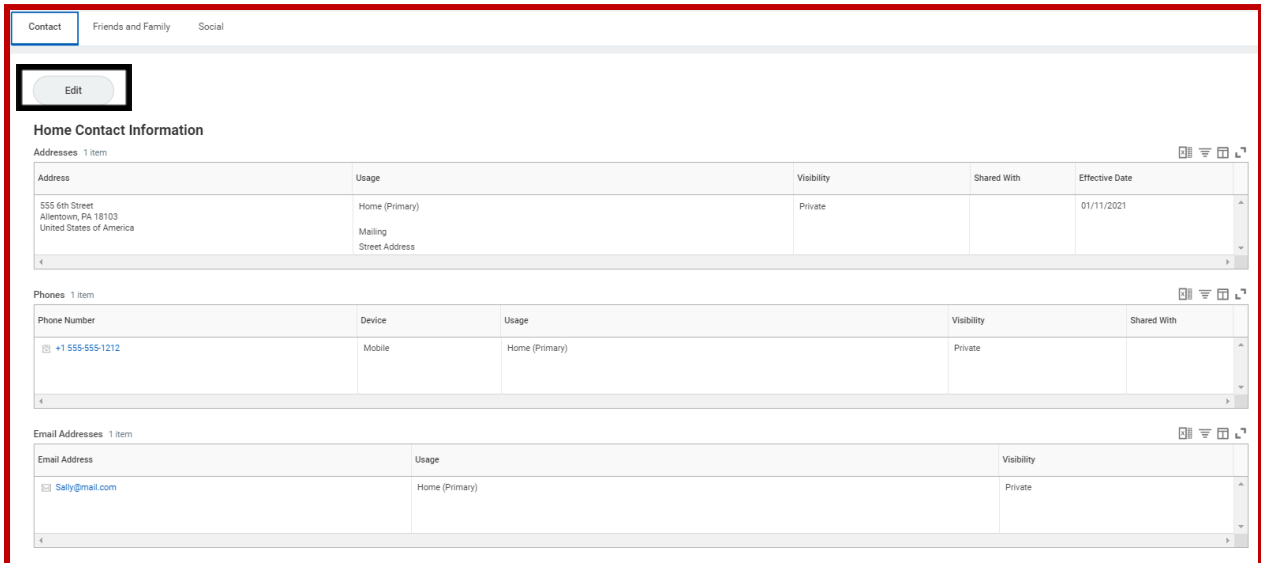 Contact Friends and Family Social
Edit
Home Contact Information
Addresses 1 item
Address Usage Visibility Shared With Effective Date
555 6th Street Home (Primary) Private 01/11/2021
Allentown, PA 18103
United States of America Mailing
Street Address
Phones 1 item
Phone Number Device Usage Visibility Shared With
+1 555-555-1212 Mobile Home (Primary) Private
Email Addresses 1 item
Email Address Usage Visibility
Sally@mail.com Home (Primary) Private